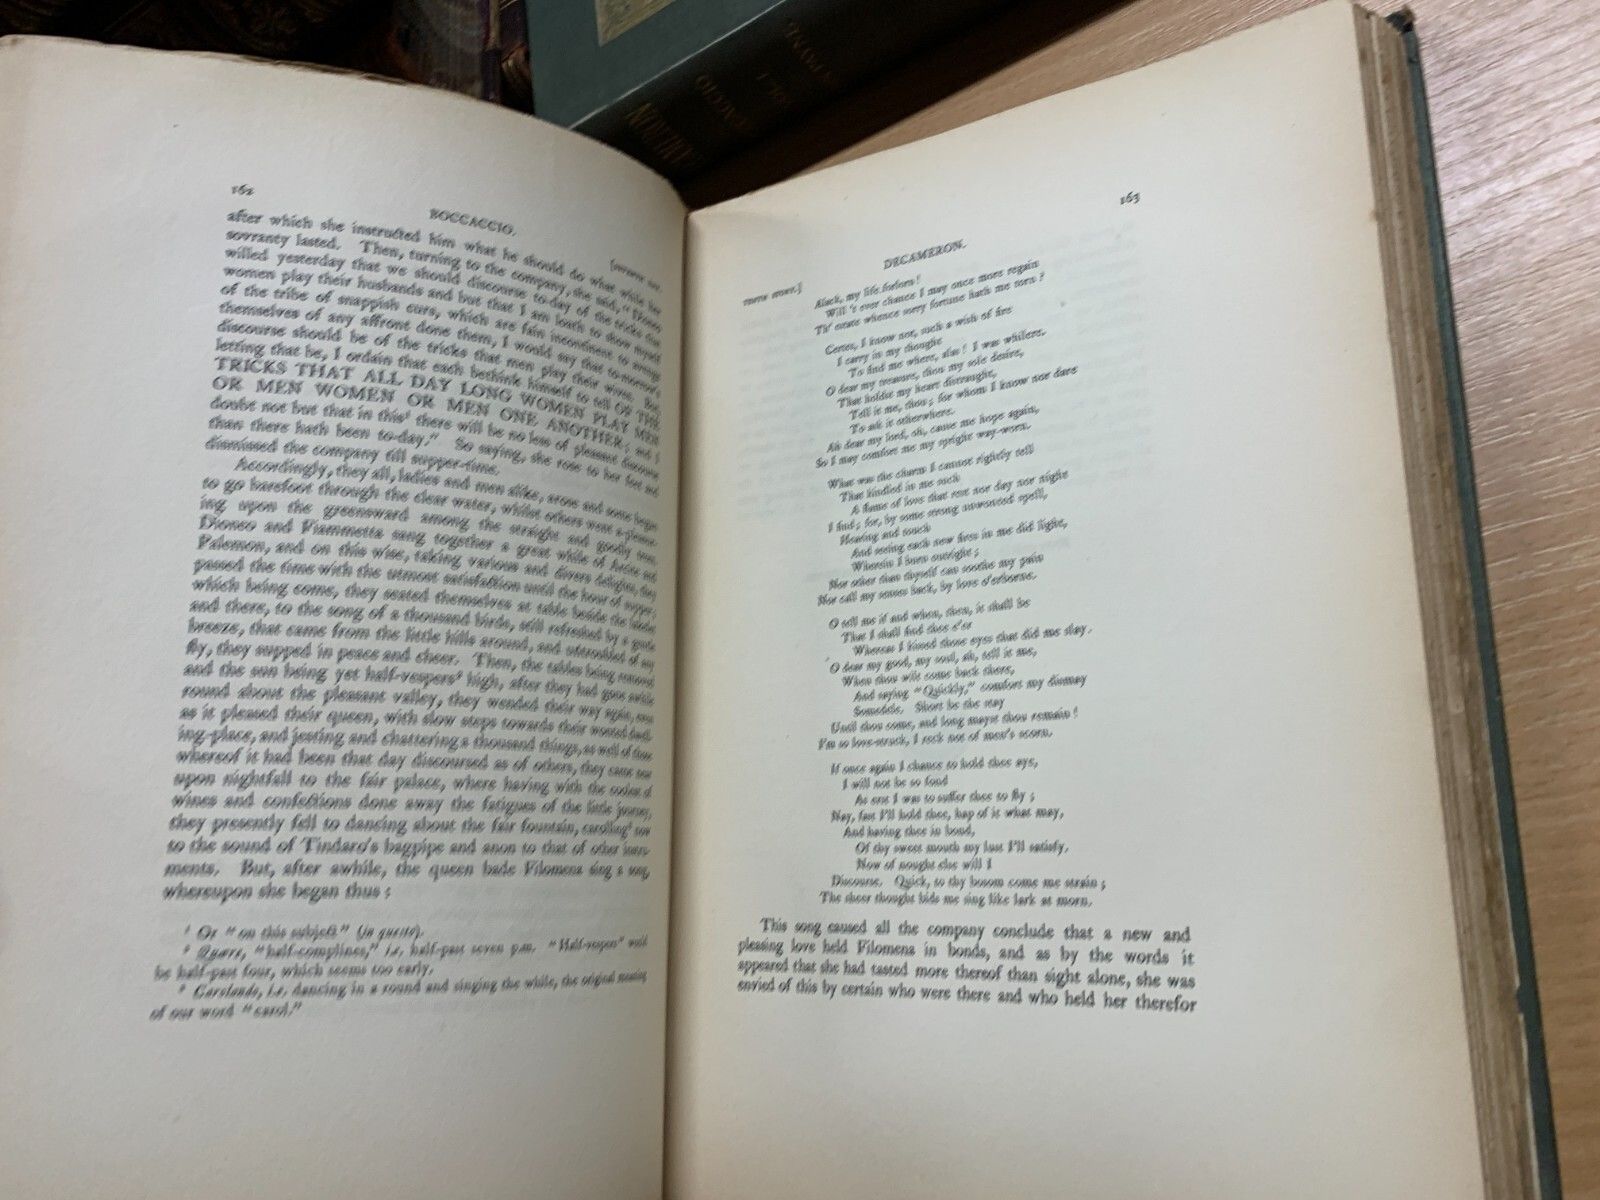 162
BOCCACCIO.
after which she instructed him what he should do what while her
sovranty lasted. Then, turning to the company, she said, "Dioneo
willed yesterday that we should discourse to-day of the tricks that
women play their husbands and but that I am loath to show myself
of the tribe of snappish curs, which are fain incontinent to avenge
themselves of any affront done them, I would say that to-morrow's
discourse should be of the tricks that men play their wives. But,
letting that be, I ordain that each bethink himself to tell OF THE
TRICKS THAT ALL DAY LONG WOMEN PLAY MEN
OR MEN WOMEN OR MEN ONE ANOTHER; and I
doubt not but that in this¹ there will be no less of pleasant discourse
than there hath been to-day." So saying, she rose to her feet and
dismissed the company till supper-time.
Accordingly, they all, ladies and men alike, arose and some began
to go barefoot through the clear water, whilst others went a-pleasur-
ing upon the greensward among the straight and goodly trees.
Dioneo and Fiammetta sang together a great while of Arcite and
Palemon, and on this wise, taking various and divers delights, they
passed the time with the utmost satisfaction until the hour of supper;
which being come, they seated themselves at table beside the lakelet
and there, to the song of a thousand birds, still refreshed by a gentle
breeze, that came from the little hills around, and untroubled of any
fly, they supped in peace and cheer. Then, the tables being removed
and the sun being yet half-vespers² high, after they had gone awhile
round about the pleasant valley, they wended their way again, even
as it pleased their queen, with slow steps towards their wonted dwell-
ing-place, and jesting and chattering a thousand things, as well of those
whereof it had been that day discoursed as of others, they came near
upon nightfall to the fair palace, where having with the coolest of
wines and confections done away the fatigues of the little journey,
they presently fell to dancing about the fair fountain, carolling³ now
to the sound of Tindaro's bagpipe and anon to that of other instru-
ments. But, after awhile, the queen bade Filomena sing a song,
whereupon she began thus:
¹ Or "on this subject" (in questo).
² Quære, "half-complines," i.e. half-past seven p.m. "Half-vespers" would
be half-past four, which seems too early.
³ Carolando, i.e. dancing in a round and singing the while, the original meaning
of our word "carol."
163
DECAMERON.
Alack, my life forlorn!
Will't ever chance I may once more regain
Th' estate whence sorry fortune hath me torn?
Certes, I know not, such a wish of fire
I carry in my thought
To find me where, alas! I was whilere.
O dear my treasure, thou my sole desire,
That holdst my heart distraught,
Tell it me, thou; for whom I know nor dare
To ask it otherwhere.
Ah dear my lord, oh, cause me hope again,
So I may comfort me my spright way-worn.
What was the charm I cannot rightly tell
That kindled in me such
A flame of love that rest nor day nor night
I find; for, by some strong unwonted spell,
Hearing and touch
And seeing each new fires in me did light,
Wherein I burn outright;
Nor other than thyself can soothe my pain
Nor call my senses back, by love o'erborne.
O tell me if and when, then, it shall be
That I shall find thee e'er
Whereas I kissed those eyes that did me slay.
O dear my good, my soul, ah, tell it me,
When thou wilt come back there,
And saying "Quickly," comfort my dismay
Somedele. Short be the stay
Until thou come, and long mayst thou remain!
I'm so love-struck, I reck not of men's scorn.
If once again I chance to hold thee aye,
I will not be so fond
As erst I was to suffer thee to fly;
Nay, fast I'll hold thee, hap of it what may,
And having thee in bond,
Of thy sweet mouth my lust I'll satisfy.
Now of nought else will I
Discourse. Quick, to thy bosom come me strain;
The sheer thought bids me sing like lark at morn.
This song caused all the company conclude that a new and
pleasing love held Filomena in bonds, and as by the words it
appeared that she had tasted more thereof than sight alone, she was
envied of this by certain who were there and who held her therefor